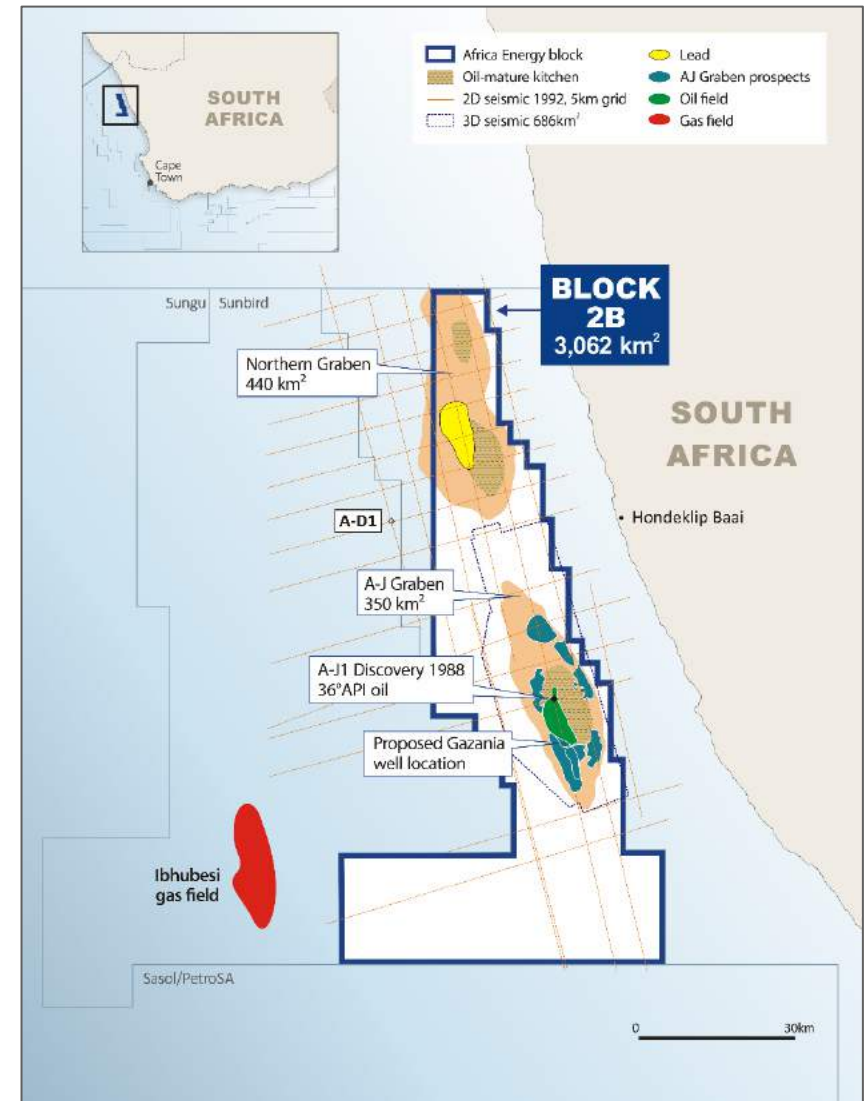 SOUTH
AFRICA
Cape
Town
Africa Energy block
Oil-mature kitchen
2D seismic 1992, 5km grid
3D seismic 686km²
Gas field
Lead
AJ Graben prospects
Oil field
Sungu
Sunbird
BLOCK
2B
3,062 km²
Northern Graben
440 km²
SOUTH
AFRICA
A-D1
Hondeklip Baai
A-J Graben
350 km²
A-J1 Discovery 1988
36°API oil
Proposed Gazania
well location
Ibhubesi
gas field
Sasol/PetroSA
0
30km